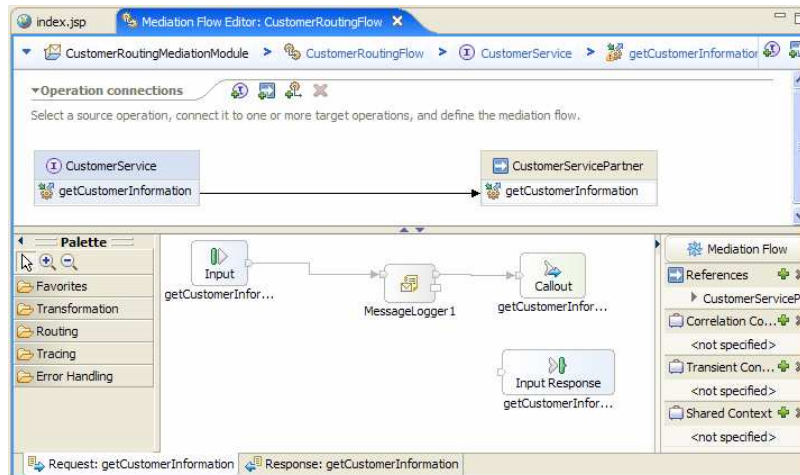 index.jsp
Mediation Flow Editor: CustomerRoutingFlow
CustomerRoutingMediationModule > CustomerRoutingFlow > CustomerService > getCustomerInformation
Operation connections
Select a source operation, connect it to one or more target operations, and define the mediation flow.
CustomerService
getCustomerInformation
CustomerServicePartner
getCustomerInformation
Palette
Favorites
Transformation
Routing
Tracing
Error Handling
Input
getCustomerInfor...
MessageLogger1
Callout
getCustomerInfor...
Input Response
getCustomerInfor...
Mediation Flow
References
CustomerServiceP
Correlation Co...
<not specified>
Transient Con...
<not specified>
Shared Context
<not specified>
Request: getCustomerInformation
Response: getCustomerInformation